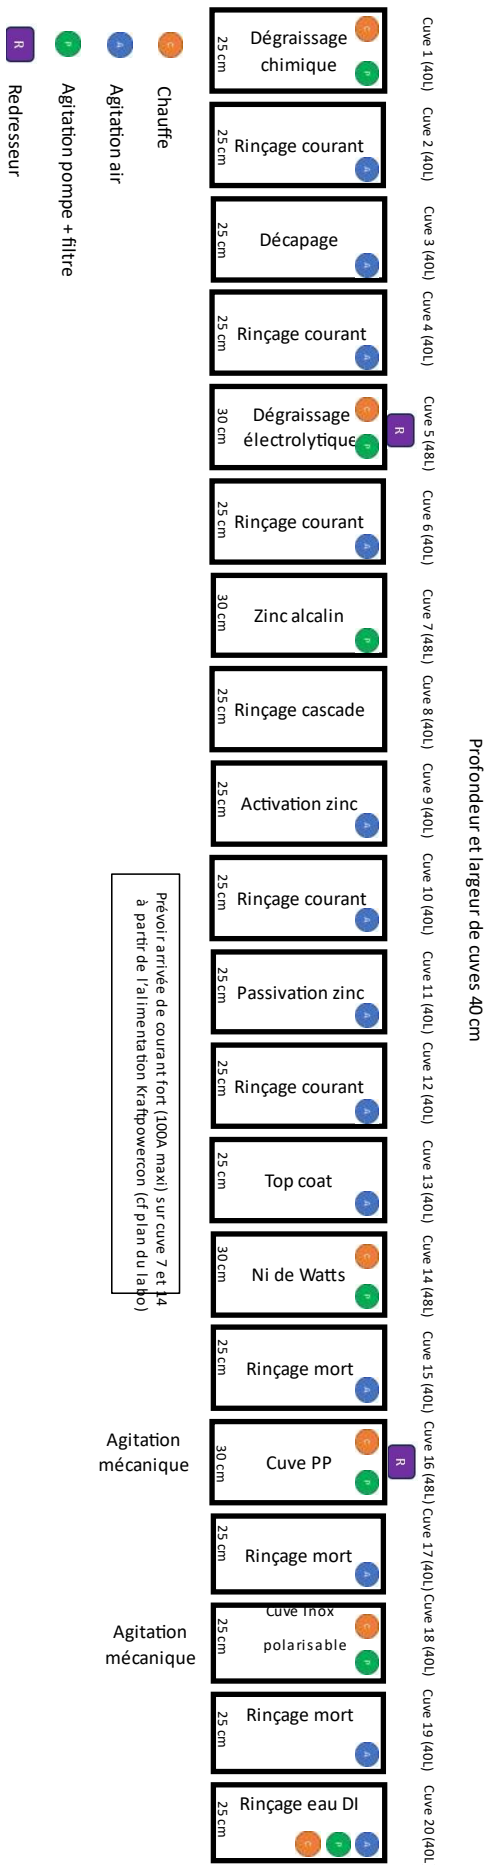 Profondeur et largeur de cuves 40 cm
Cuve 1 (40L)
Dégraissage
chimique
C
P
25 cm
Cuve 2 (40L)
Rinçage courant
A
25 cm
Cuve 3 (40L)
Décapage
A
25 cm
Cuve 4 (40L)
Rinçage courant
A
25 cm
Cuve 5 (48L)
R
Dégraissage
électrolytique
C
P
30 cm
Cuve 6 (40L)
Rinçage courant
A
25 cm
Cuve 7 (48L)
Zinc alcalin
P
30 cm
Cuve 8 (40L)
Rinçage cascade
25 cm
Cuve 9 (40L)
Activation zinc
A
25 cm
Cuve 10 (40L)
Rinçage courant
A
25 cm
Cuve 11 (40L)
Passivation zinc
A
25 cm
Cuve 12 (40L)
Rinçage courant
A
25 cm
Cuve 13 (40L)
Top coat
A
25 cm
Cuve 14 (48L)
Ni de Watts
C
P
30 cm
Cuve 15 (40L)
Rinçage mort
A
25 cm
Cuve 16 (48L)
R
Cuve PP
C
P
30 cm
Agitation
mécanique
Cuve 17 (40L)
Rinçage mort
A
25 cm
Cuve 18 (40L)
Cuve Inox
polarisable
C
P
25 cm
Agitation
mécanique
Cuve 19 (40L)
Rinçage mort
A
25 cm
Cuve 20 (40L
Rinçage eau DI
C
P
A
25 cm
Prévoir arrivée de courant fort (100A maxi) sur cuve 7 et 14
à partir de l'alimentation Kraftpowercon (cf plan du labo)
C
Chauffe
A
Agitation air
P
Agitation pompe + filtre
R
Redresseur